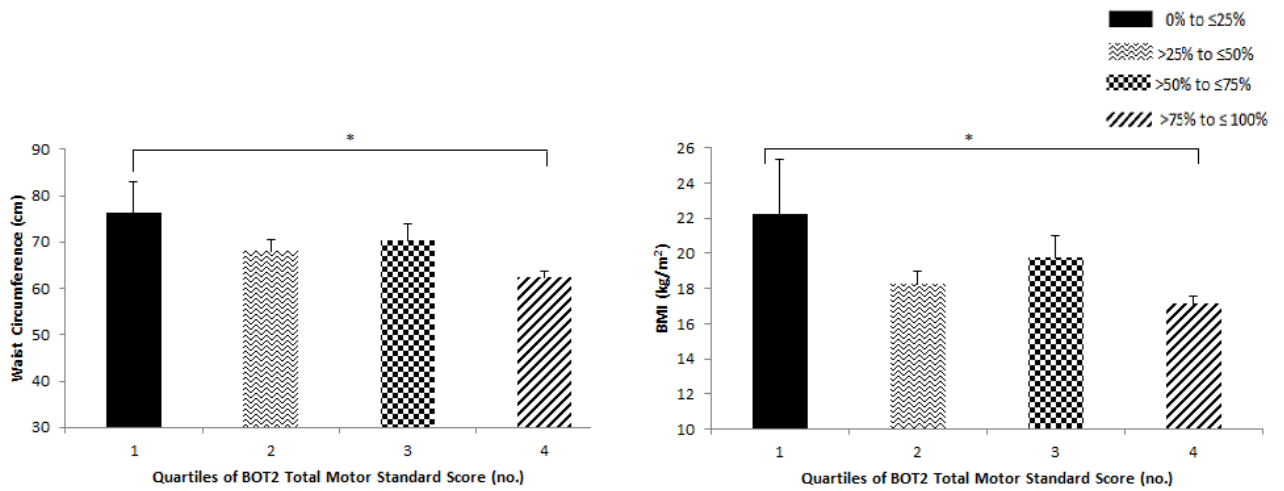 0% to ≤25%
>25% to ≤50%
>50% to ≤75%
>75% to ≤ 100%
*
90
80
70
60
50
40
30
Waist Circumference (cm)
1 2 3 4
Quartiles of BOT2 Total Motor Standard Score (no.)
*
26
24
22
20
18
16
14
12
10
BMI (kg/m²)
1 2 3 4
Quartiles of BOT2 Total Motor Standard Score (no.)